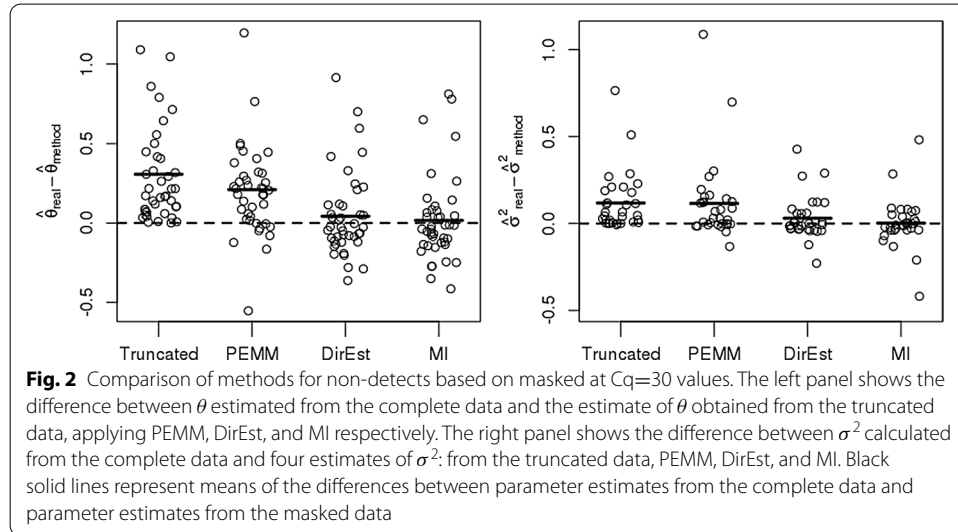 1.0
0.5
0.0
-0.5
θ̂real − θ̂method
Truncated PEMM DirEst MI
1.0
0.5
0.0
-0.5
σ̂²real − σ̂²method
Truncated PEMM DirEst MI
Fig. 2 Comparison of methods for non-detects based on masked at Cq=30 values. The left panel shows the
difference between θ estimated from the complete data and the estimate of θ obtained from the truncated
data, applying PEMM, DirEst, and MI respectively. The right panel shows the difference between σ² calculated
from the complete data and four estimates of σ²: from the truncated data, PEMM, DirEst, and MI. Black
solid lines represent means of the differences between parameter estimates from the complete data and
parameter estimates from the masked data